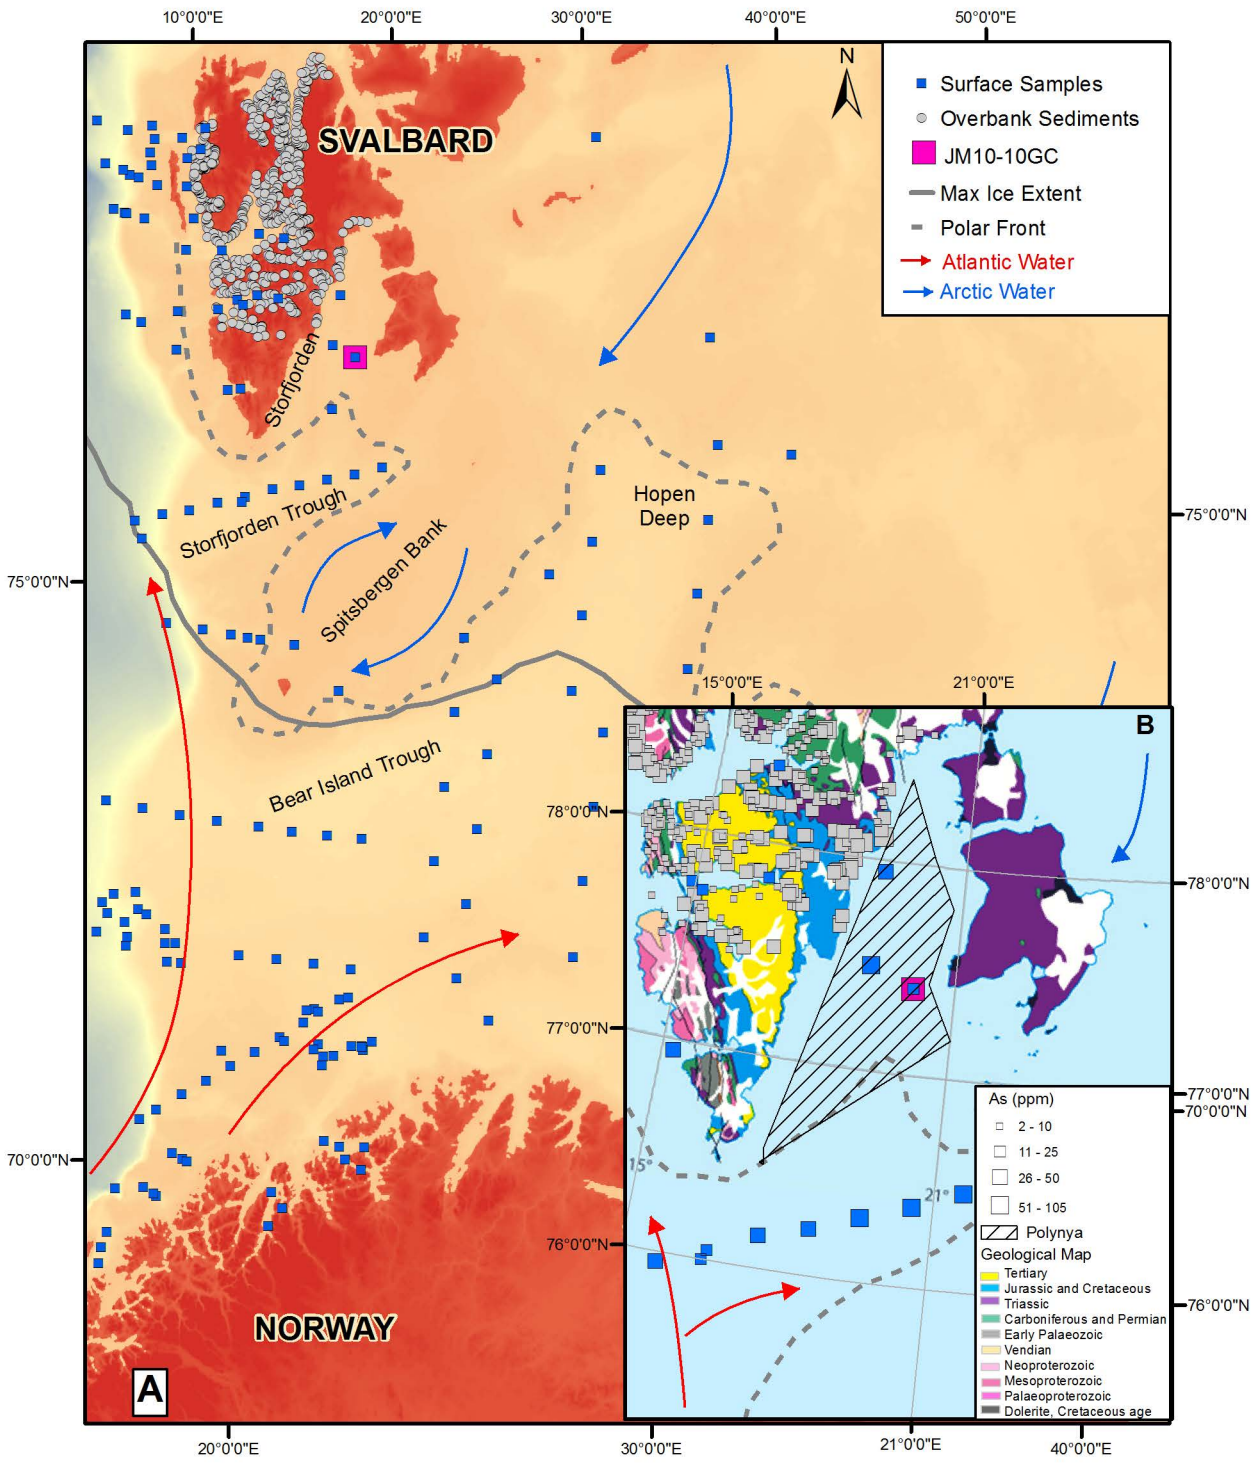 10°0'0"E
20°0'0"E
30°0'0"E
40°0'0"E
50°0'0"E
N
SVALBARD
Surface Samples
Overbank Sediments
JM10-10GC
Max Ice Extent
Polar Front
Atlantic Water
Arctic Water
Storfjorden
Hopen
Deep
Storfjorden Trough
Spitsbergen Bank
75°0'0"N
75°0'0"N
Bear Island Trough
15°0'0"E
21°0'0"E
B
78°0'0"N
78°0'0"N
77°0'0"N
77°0'0"N
70°0'0"N
70°0'0"N
15°
21°
76°0'0"N
76°0'0"N
As (ppm)
2 - 10
11 - 25
26 - 50
51 - 105
Polynya
Geological Map
Tertiary
Jurassic and Cretaceous
Triassic
Carboniferous and Permian
Early Palaeozoic
Vendian
Neoproterozoic
Mesoproterozoic
Palaeoproterozoic
Dolerite, Cretaceous age
NORWAY
A
20°0'0"E
30°0'0"E
21°0'0"E
40°0'0"E